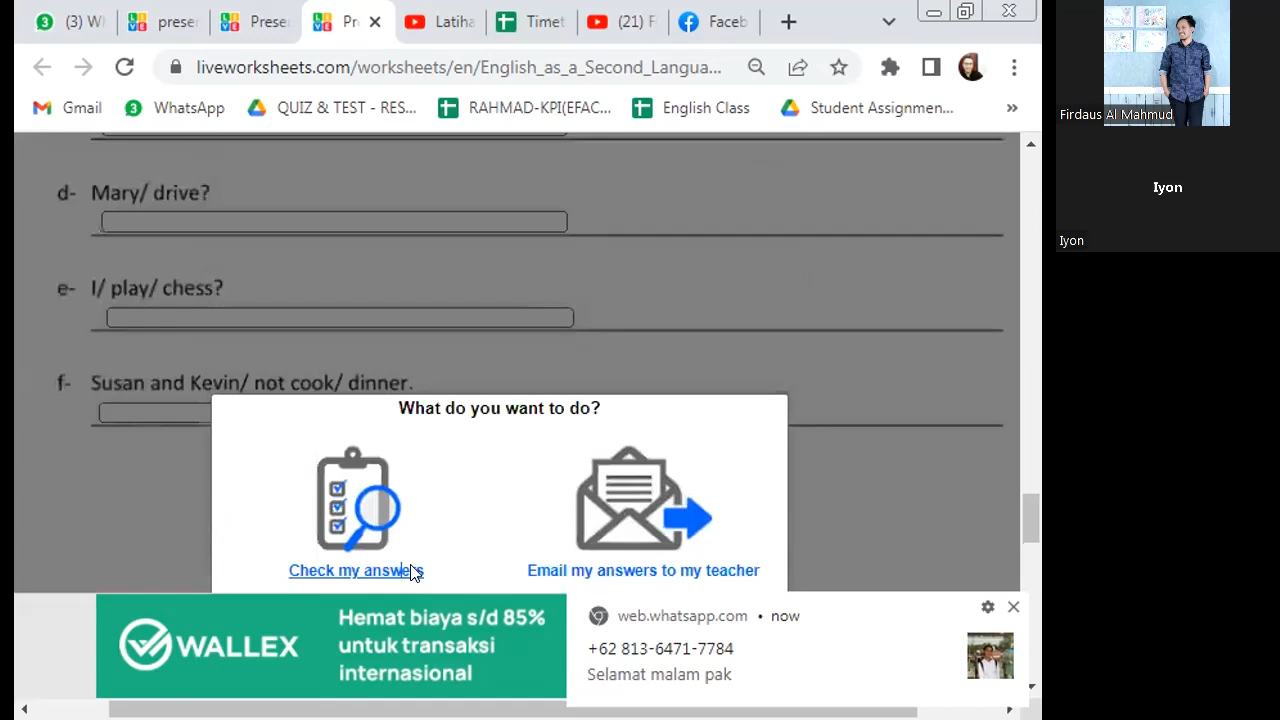 (3) W
preser
Prese
Pr
Latiha
Timet
(21) F
Faceb
liveworksheets.com/worksheets/en/English_as_a_Second_Langua...
Gmail
WhatsApp
QUIZ & TEST - RES...
RAHMAD-KPI(EFAC...
English Class
Student Assignmen...
»
d- Mary/ drive?
e- I/ play/ chess?
f- Susan and Kevin/ not cook/ dinner.
What do you want to do?
Check my answers
Email my answers to my teacher
WALLEX
Hemat biaya s/d 85%
untuk transaksi
internasional
web.whatsapp.com • now
+62 813-6471-7784
Selamat malam pak
Firdaus Al Mahmud
Iyon
Iyon